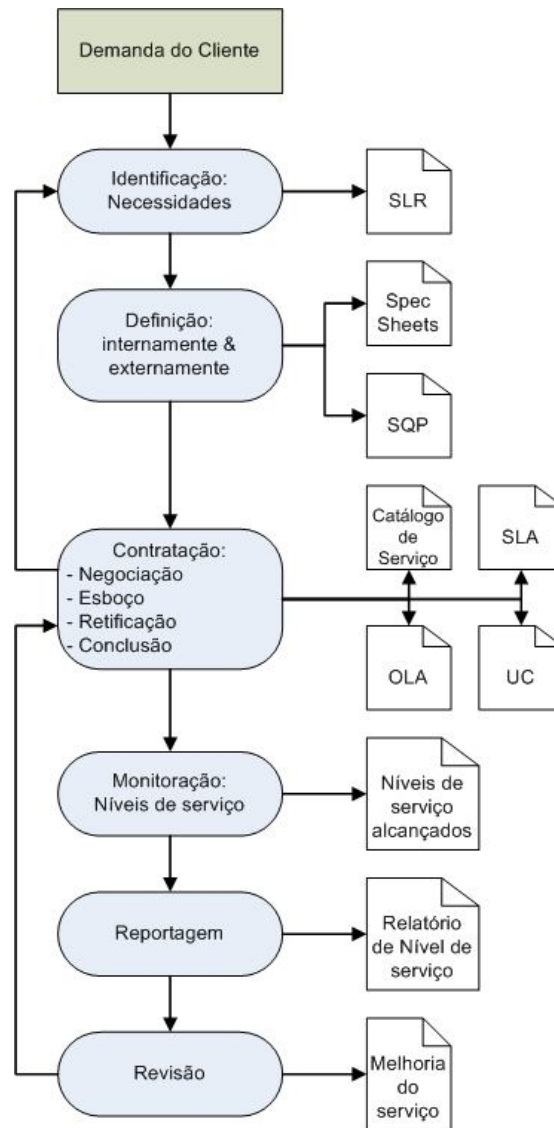 Demanda do Cliente
Identificação:
Necessidades
SLR
Definição:
internamente &
externamente
Spec
Sheets
SQP
Contratação:
- Negociação
- Esboço
- Retificação
- Conclusão
Catálogo
de
Serviço
SLA
OLA
UC
Monitoração:
Níveis de serviço
Níveis de
serviço
alcançados
Reportagem
Relatório
de Nível de
serviço
Revisão
Melhoria
do
serviço